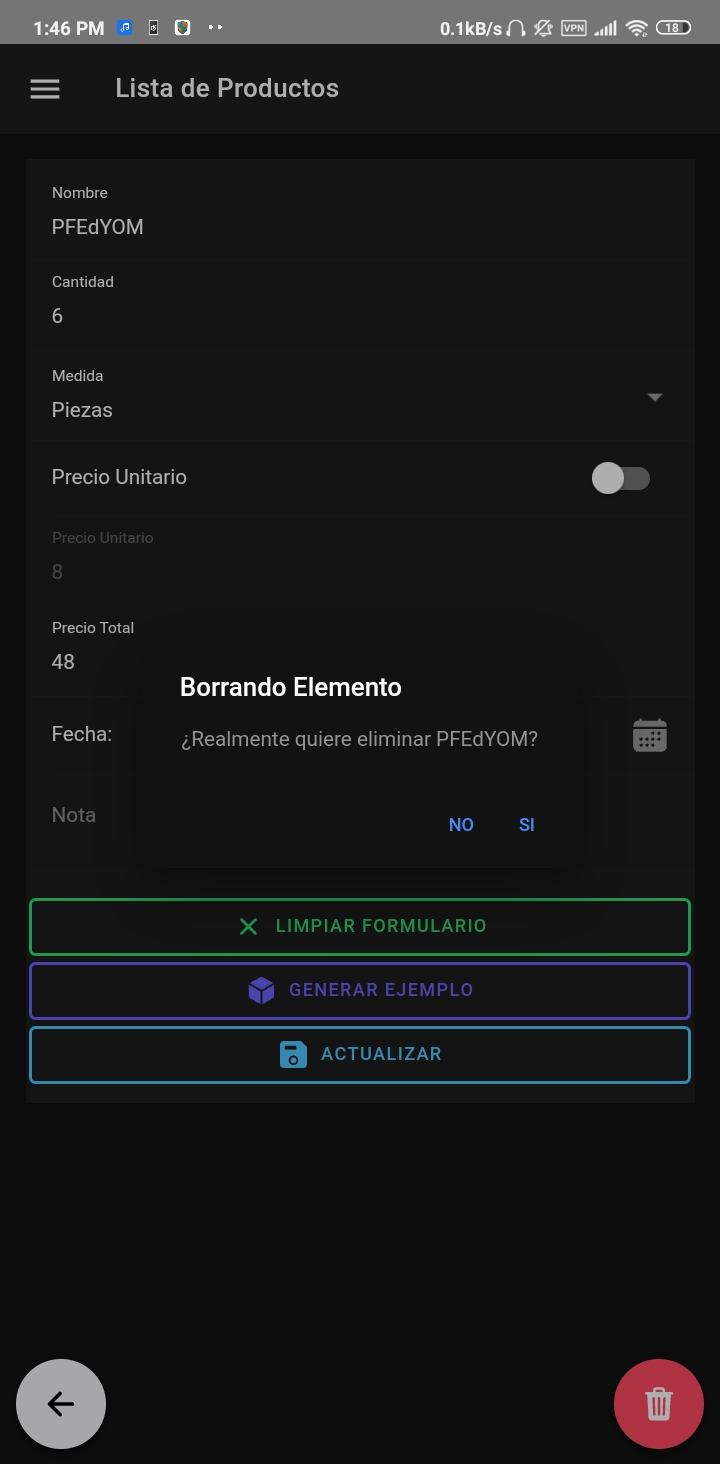 1:46 PM 0.1kB/s VPN 18
Lista de Productos
Nombre
PFEdYOM
Cantidad
6
Medida
Piezas
Precio Unitario
Precio Unitario
8
Precio Total
48
Borrando Elemento
Fecha:
¿Realmente quiere eliminar PFEdYOM?
Nota
NO SI
LIMPIAR FORMULARIO
GENERAR EJEMPLO
ACTUALIZAR